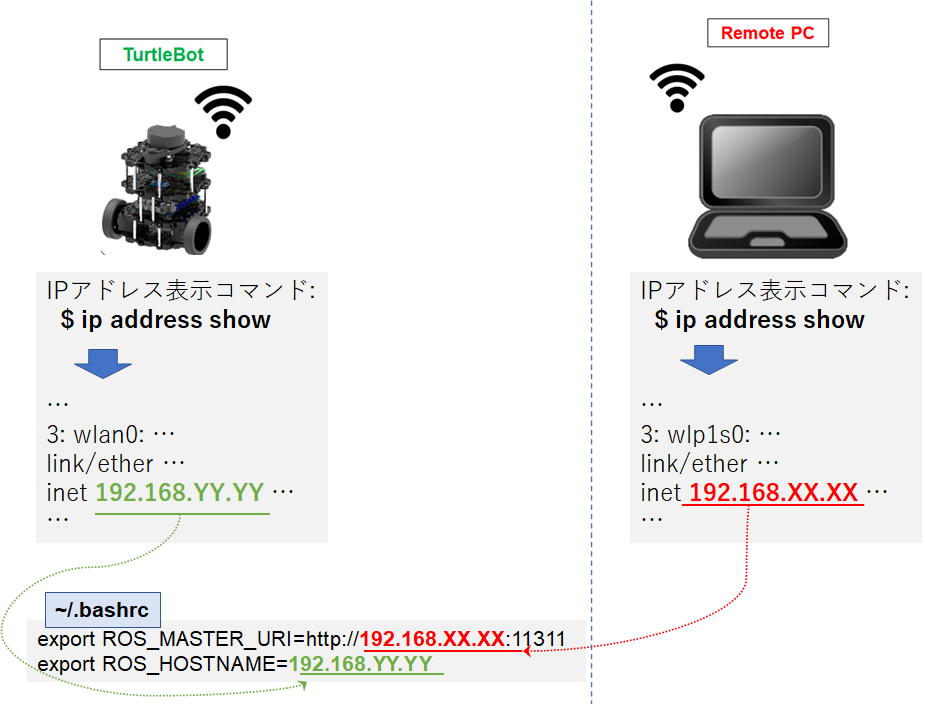 TurtleBot
IPアドレス表示コマンド:
$ ip address show
…
3: wlan0: …
link/ether …
inet 192.168.YY.YY …
…
~/.bashrc
export ROS_MASTER_URI=http://192.168.XX.XX:11311
export ROS_HOSTNAME=192.168.YY.YY
Remote PC
IPアドレス表示コマンド:
$ ip address show
…
3: wlp1s0: …
link/ether …
inet 192.168.XX.XX …
…